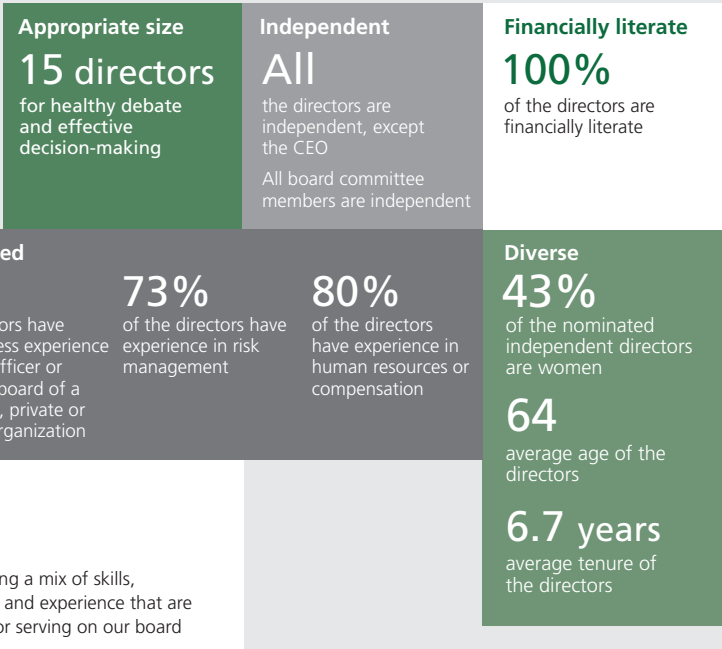 Appropriate size
15 directors
for healthy debate
and effective
decision-making
Independent
All
the directors are
independent, except
the CEO
All board committee
members are independent
Financially literate
100%
of the directors are
financially literate
ed
ors have
ess experience
fficer or
board of a
, private or
rganization
73%
of the directors have
experience in risk
management
80%
of the directors
have experience in
human resources or
compensation
Diverse
43%
of the nominated
independent directors
are women
64
average age of the
directors
6.7 years
average tenure of
the directors
ng a mix of skills,
and experience that are
or serving on our board